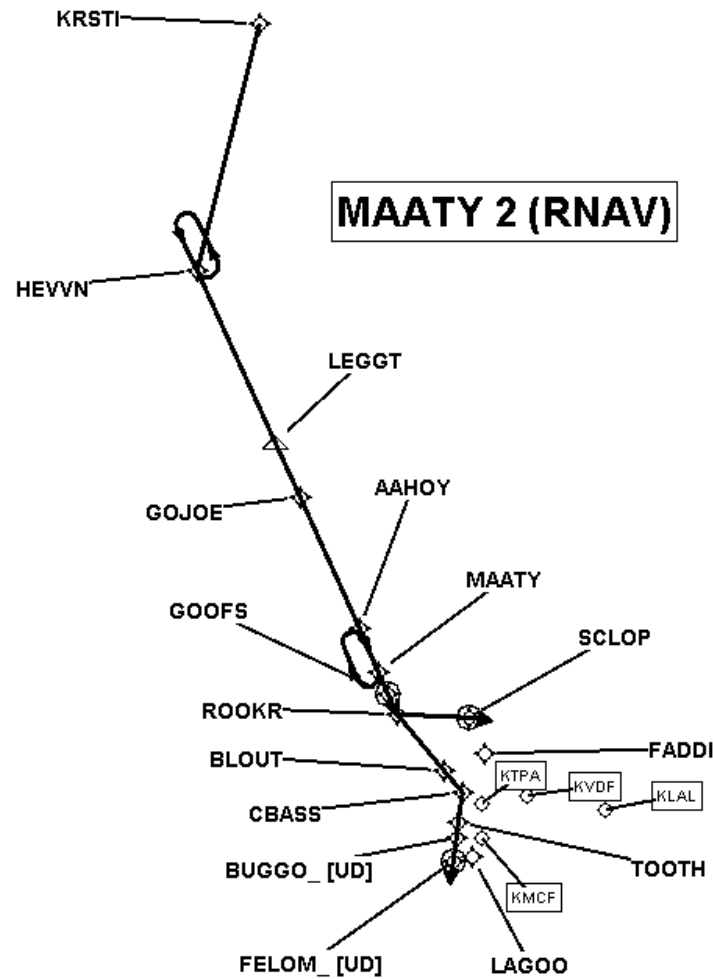 KRSTI
MAATY 2 (RNAV)
HEVVN
LEGGT
AAHOY
GOJOE
MAATY
GOOFS
SCLOP
ROOKR
FADDI
BLOUT
KTPA
KVDF
KLAL
CBASS
TOOTH
BUGGO_ [UD]
KMCF
FELOM_ [UD]
LAGOO